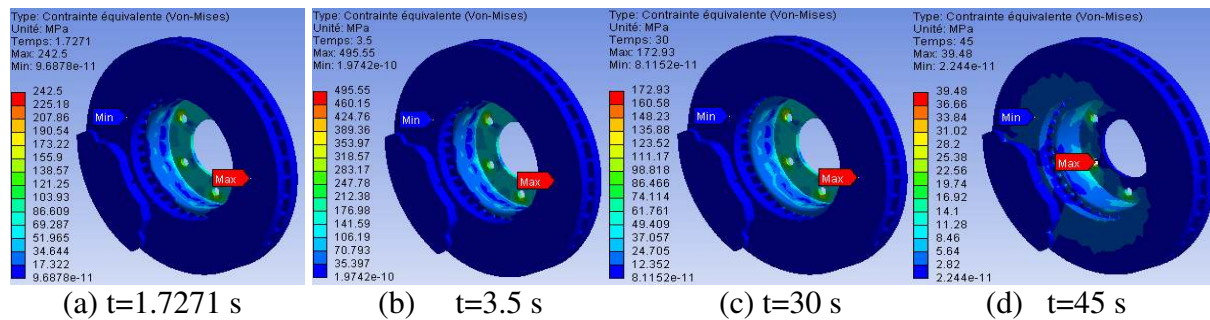 Type: Contrainte équivalente (Von-Mises)
Unité: MPa
Temps: 1.7271
Max: 242.5
Min: 9.6878e-11
242.5
225.18
207.86
190.54
173.22
155.9
138.57
121.25
103.93
86.609
69.287
51.965
34.644
17.322
9.6878e-11
Min
Max
(a) t=1.7271 s
Type: Contrainte équivalente (Von-Mises)
Unité: MPa
Temps: 3.5
Max: 495.55
Min: 1.9742e-10
495.55
460.15
424.76
389.36
353.97
318.57
283.17
247.78
212.38
176.98
141.59
106.19
70.793
35.397
1.9742e-10
Min
Max
(b) t=3.5 s
Type: Contrainte équivalente (Von-Mises)
Unité: MPa
Temps: 30
Max: 172.93
Min: 8.1152e-11
172.93
160.58
148.23
135.88
123.52
111.17
98.818
86.466
74.114
61.761
49.409
37.057
24.705
12.352
8.1152e-11
Min
Max
(c) t=30 s
Type: Contrainte équivalente (Von-Mises)
Unité: MPa
Temps: 45
Max: 39.48
Min: 2.244e-11
39.48
36.66
33.84
31.02
28.2
25.38
22.56
19.74
16.92
14.1
11.28
8.46
5.64
2.82
2.244e-11
Min
Max
(d) t=45 s